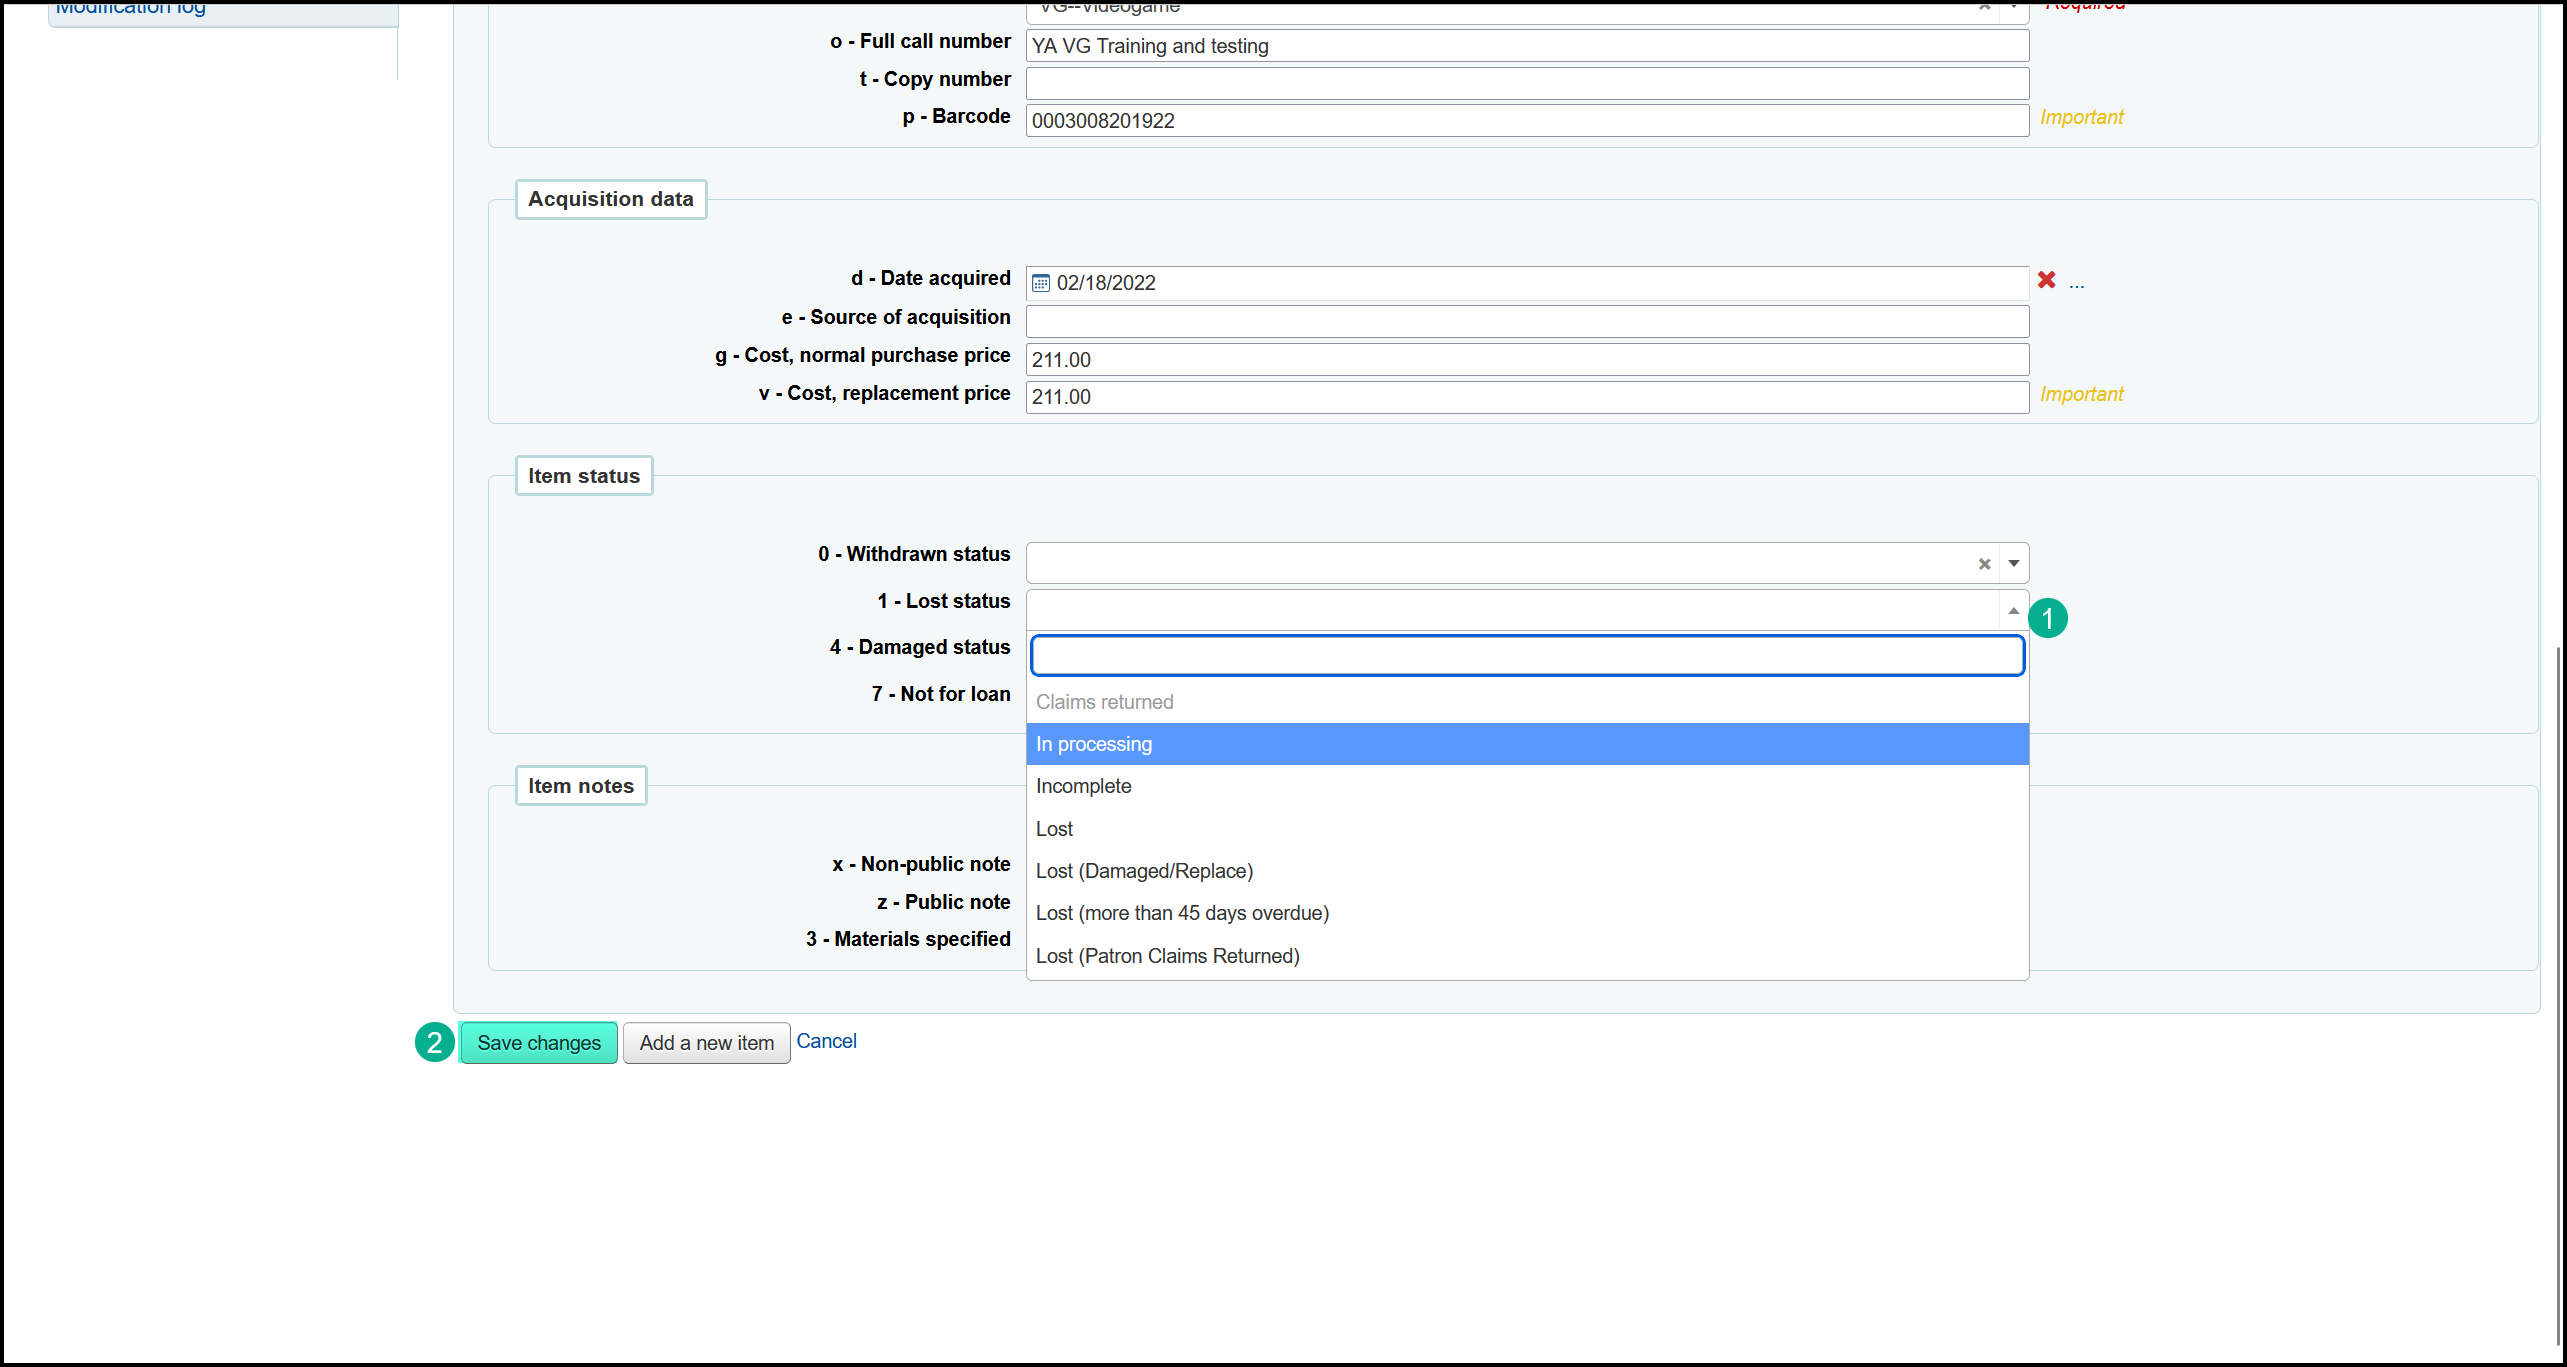 Modification log
VG--Videogame
Required
o - Full call number
YA VG Training and testing
t - Copy number
p - Barcode
0003008201922
Important
Acquisition data
d - Date acquired
02/18/2022
...
e - Source of acquisition
g - Cost, normal purchase price
211.00
v - Cost, replacement price
211.00
Important
Item status
0 - Withdrawn status
1 - Lost status
1
4 - Damaged status
7 - Not for loan
Claims returned
In processing
Incomplete
Lost
Lost (Damaged/Replace)
Lost (more than 45 days overdue)
Lost (Patron Claims Returned)
Item notes
x - Non-public note
z - Public note
3 - Materials specified
2
Save changes
Add a new item
Cancel